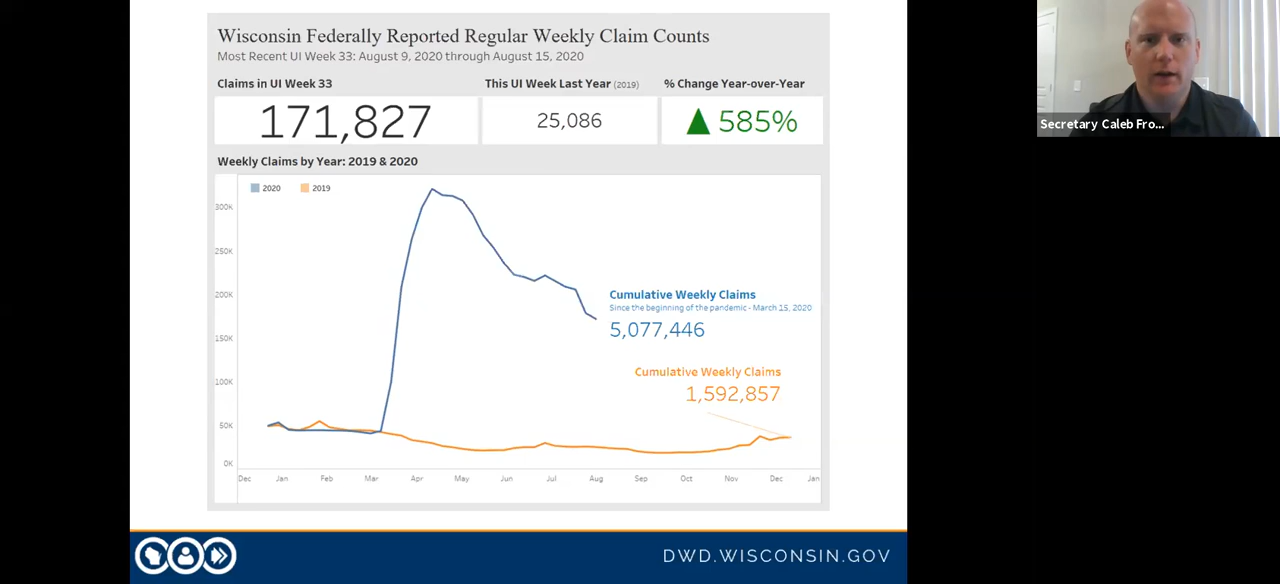 Wisconsin Federally Reported Regular Weekly Claim Counts
Most Recent UI Week 33: August 9, 2020 through August 15, 2020
Claims in UI Week 33
This UI Week Last Year (2019)
% Change Year-over-Year
171,827
25,086
585%
Weekly Claims by Year: 2019 & 2020
2020
2019
300K
250K
200K
150K
100K
50K
0K
Cumulative Weekly Claims
Since the beginning of the pandemic - March 15, 2020
5,077,446
Cumulative Weekly Claims
1,592,857
Dec
Jan
Feb
Mar
Apr
May
Jun
Jul
Aug
Sep
Oct
Nov
Dec
Jan
DWD.WISCONSIN.GOV
Secretary Caleb Fro...